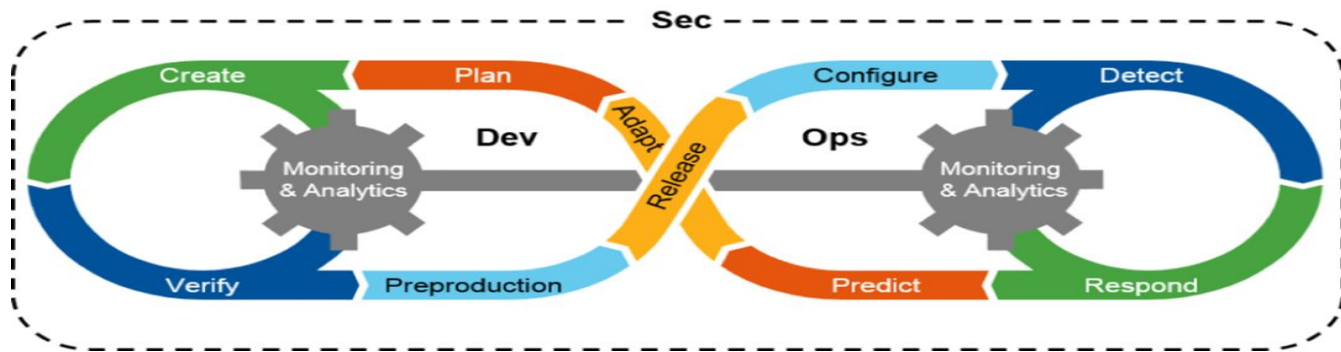 Sec
Create
Plan
Configure
Detect
Adapt
Dev
Release
Ops
Monitoring
& Analytics
Monitoring
& Analytics
Verify
Preproduction
Predict
Respond